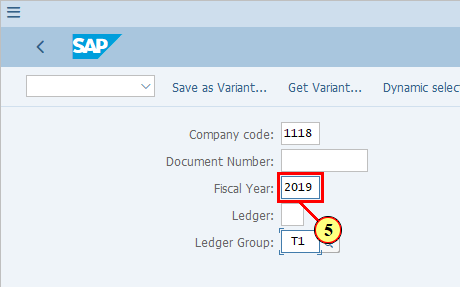 SAP
Save as Variant... Get Variant... Dynamic selec
Company code: 1118
Document Number:
Fiscal Year: 2019
5
Ledger:
Ledger Group: T1